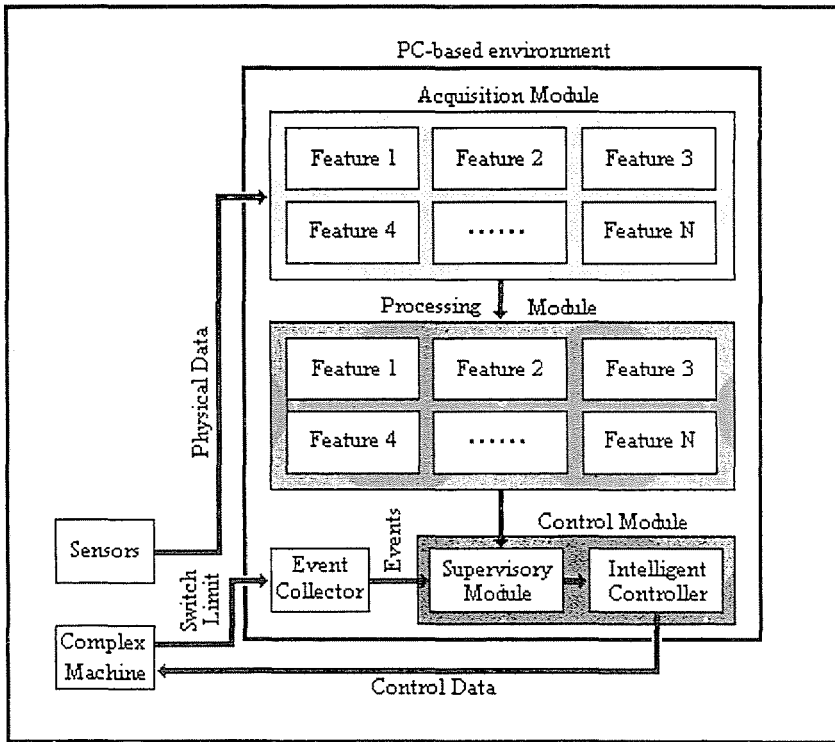 PC-based environment
Acquisition Module
Feature 1 Feature 2 Feature 3
Feature 4 ...... Feature N
Processing Module
Feature 1 Feature 2 Feature 3
Feature 4 ...... Feature N
Physical Data
Control Module
Sensors
Switch
Limit
Event
Collector
Events
Supervisory
Module
Intelligent
Controller
Complex
Machine
Control Data